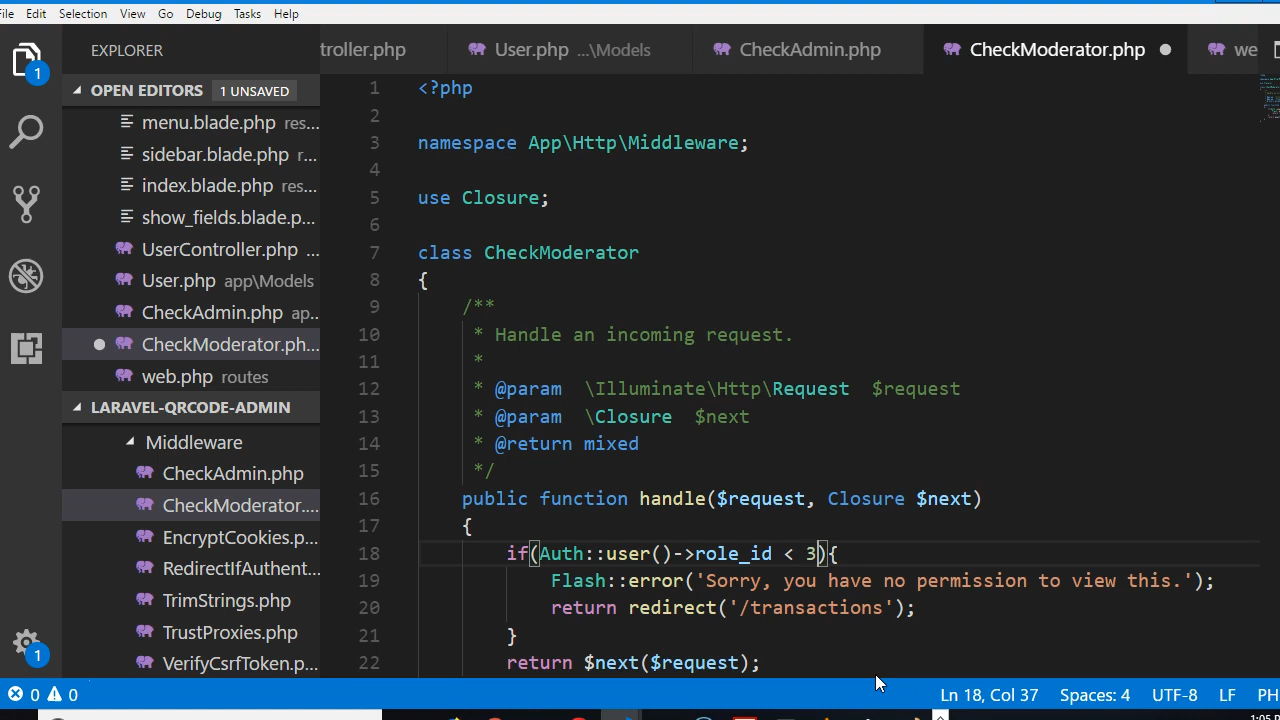 File Edit Selection View Go Debug Tasks Help
EXPLORER
troller.php
User.php ...\Models
CheckAdmin.php
CheckModerator.php
we
OPEN EDITORS 1 UNSAVED
menu.blade.php res...
sidebar.blade.php r...
index.blade.php res...
show_fields.blade.p...
UserController.php ...
User.php app\Models
CheckAdmin.php ap...
CheckModerator.ph...
web.php routes
LARAVEL-QRCODE-ADMIN
Middleware
CheckAdmin.php
CheckModerator....
EncryptCookies.p...
RedirectIfAuthent...
TrimStrings.php
TrustProxies.php
VerifyCsrfToken.p...
1
1
1 <?php
2
3 namespace App\Http\Middleware;
4
5 use Closure;
6
7 class CheckModerator
8 {
9 /**
10 * Handle an incoming request.
11 *
12 * @param \Illuminate\Http\Request $request
13 * @param \Closure $next
14 * @return mixed
15 */
16 public function handle($request, Closure $next)
17 {
18 if(Auth::user()->role_id < 3){
19 Flash::error('Sorry, you have no permission to view this.');
20 return redirect('/transactions');
21 }
22 return $next($request);
0 0
Ln 18, Col 37 Spaces: 4 UTF-8 LF PH